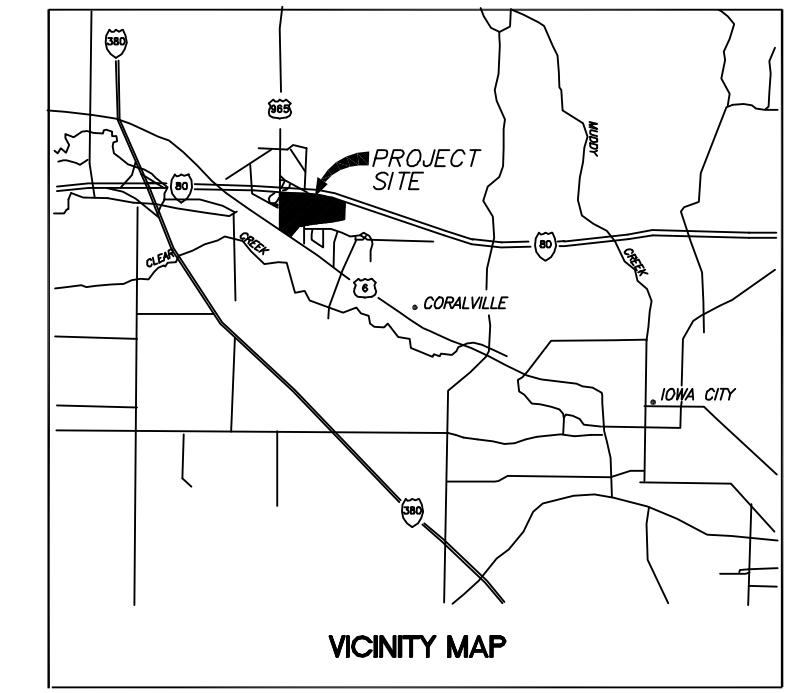 380
965
MUDDY
PROJECT
SITE
80
CREEK
CLEAR
80
CREEK
6
CORALVILLE
IOWA CITY
380
VICINITY MAP